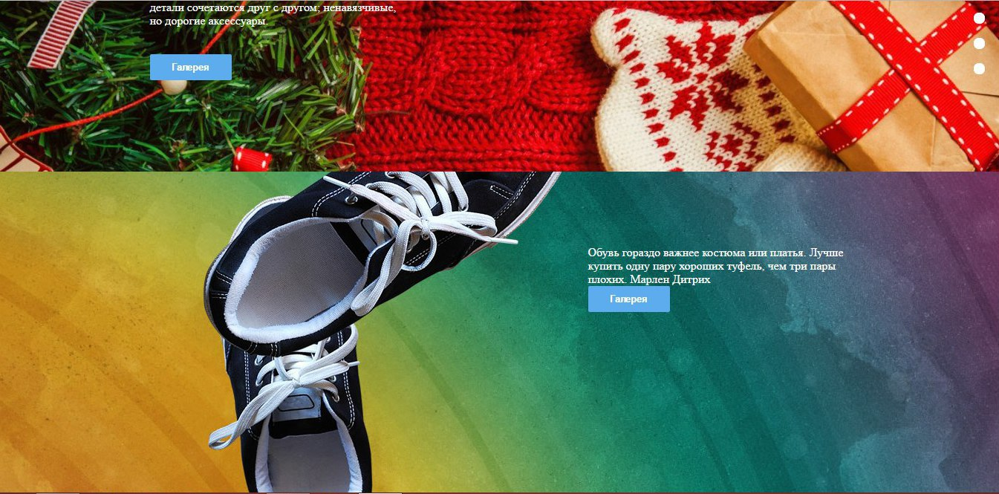 детали сочетаются друг с другом; ненавязчивые,
но дорогие аксессуары.
Галерея
Обувь гораздо важнее костюма или платья. Лучше
купить одну пару хороших туфель, чем три пары
плохих. Марлен Дитрих
Галерея